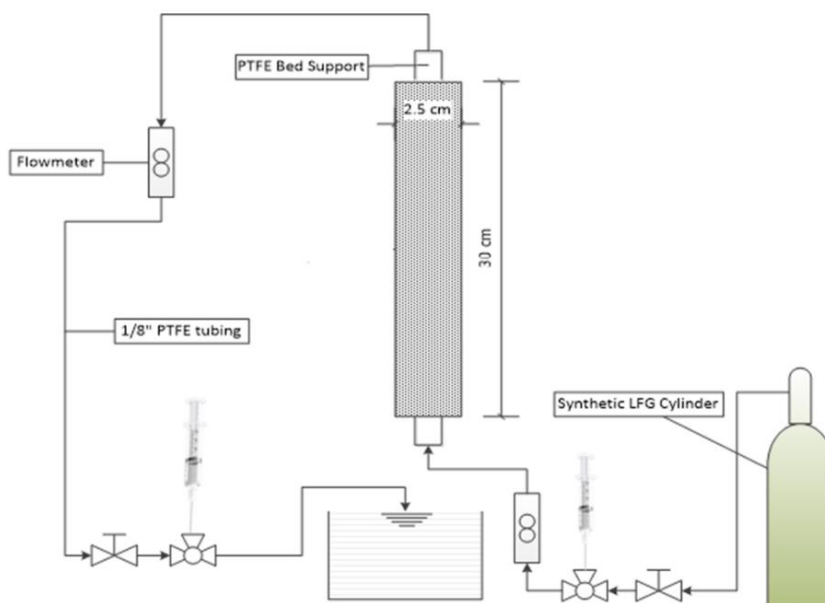 PTFE Bed Support
2.5 cm
Flowmeter
30 cm
1/8" PTFE tubing
Synthetic LFG Cylinder